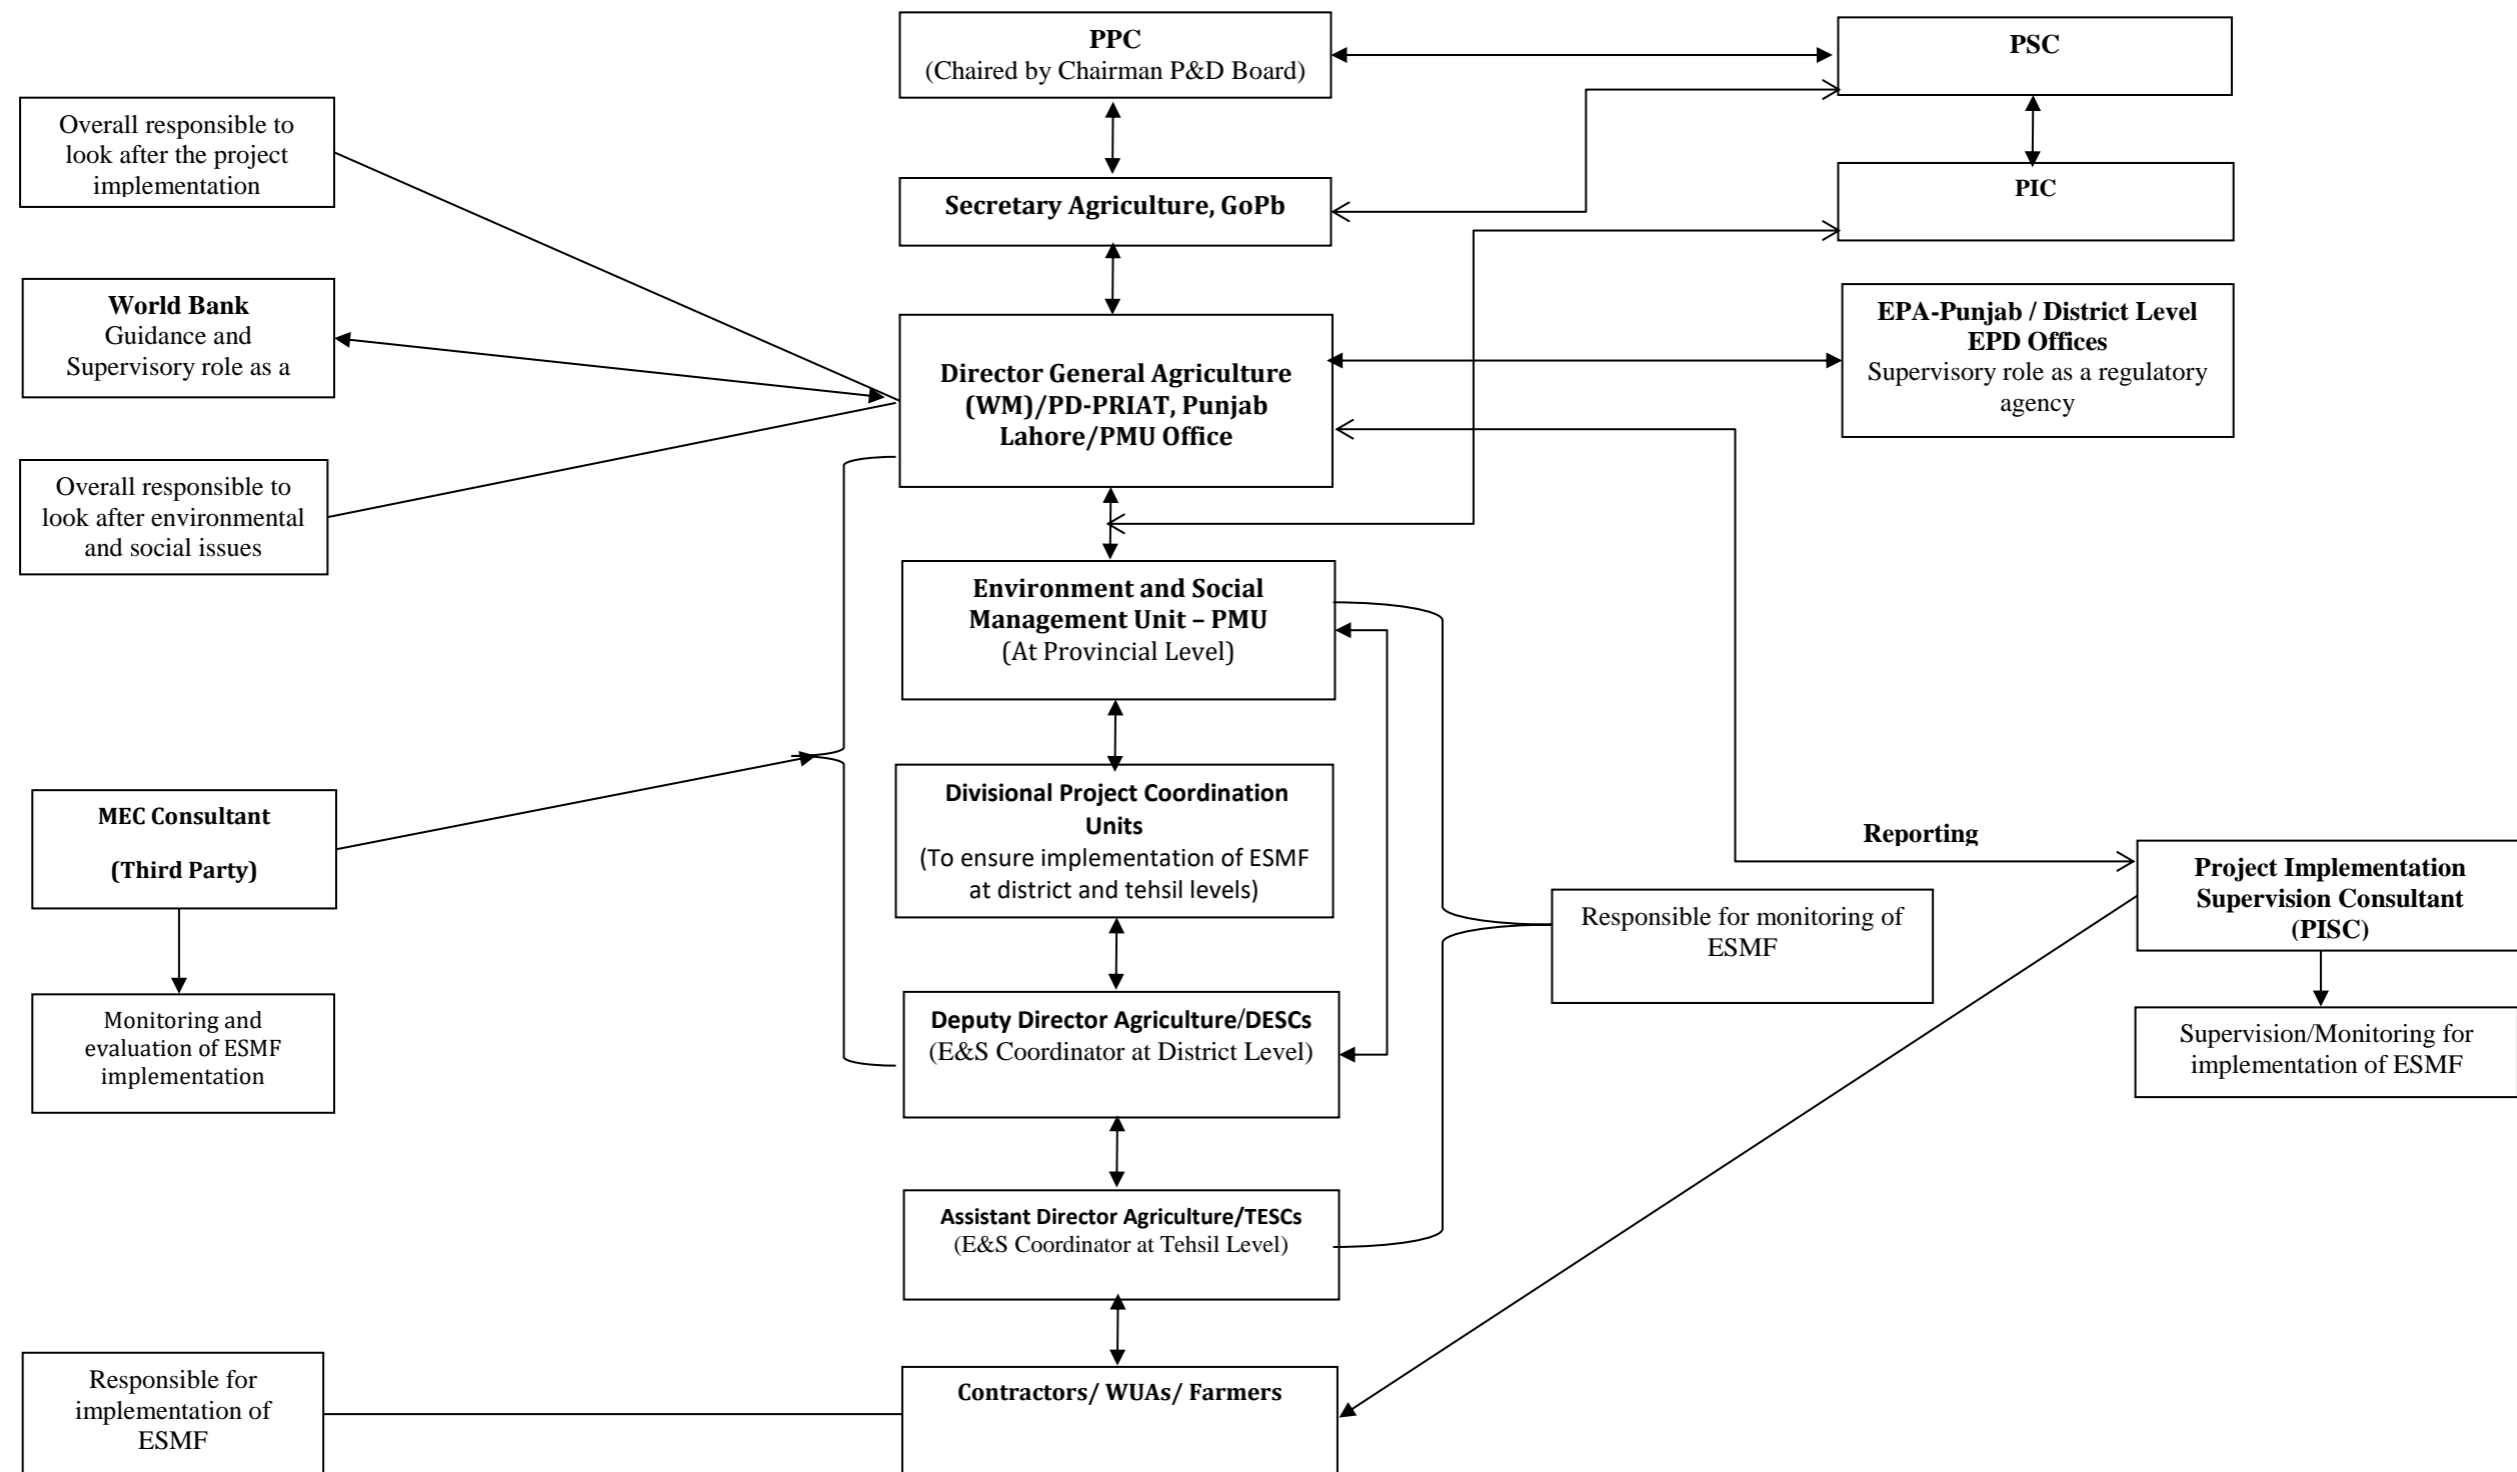 PPC
(Chaired by Chairman P&D Board)
PSC
Overall responsible to
look after the project
implementation
Secretary Agriculture, GoPb
PIC
World Bank
Guidance and
Supervisory role as a
Director General Agriculture
(WM)/PD-PRIAT, Punjab
Lahore/PMU Office
EPA-Punjab / District Level
EPD Offices
Supervisory role as a regulatory
agency
Overall responsible to
look after environmental
and social issues
Environment and Social
Management Unit – PMU
(At Provincial Level)
MEC Consultant
(Third Party)
Divisional Project Coordination
Units
(To ensure implementation of ESMF
at district and tehsil levels)
Reporting
Project Implementation
Supervision Consultant
(PISC)
Responsible for monitoring of
ESMF
Monitoring and
evaluation of ESMF
implementation
Deputy Director Agriculture/DESCs
(E&S Coordinator at District Level)
Supervision/Monitoring for
implementation of ESMF
Assistant Director Agriculture/TESCs
(E&S Coordinator at Tehsil Level)
Responsible for
implementation of
ESMF
Contractors/ WUAs/ Farmers